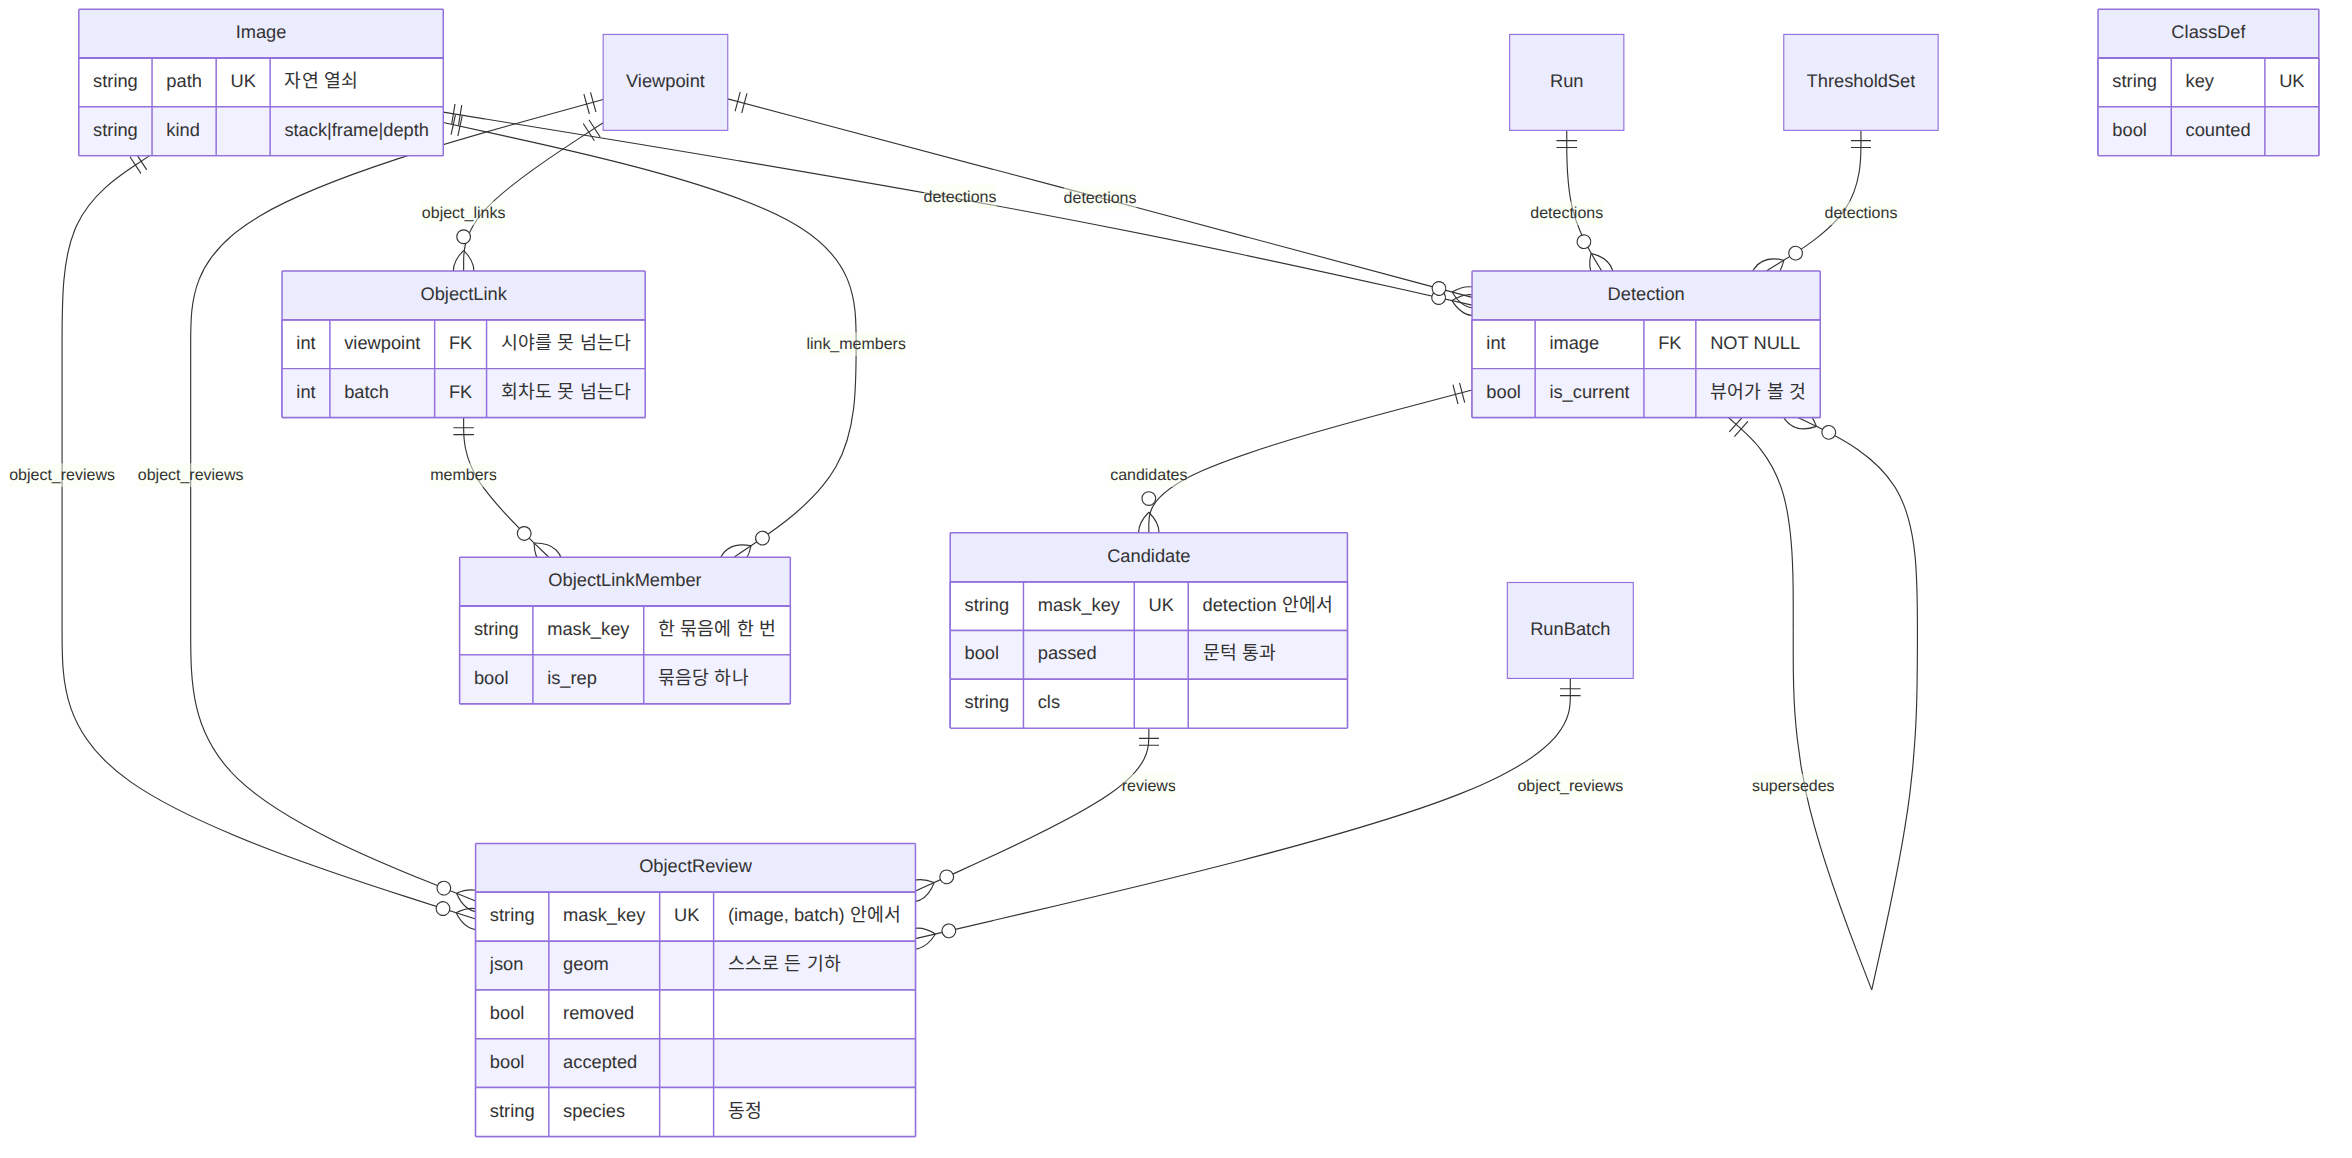 Image
string path UK 자연 열쇠
string kind stack|frame|depth
Viewpoint
Run
ThresholdSet
ClassDef
string key UK
bool counted
detections
detections
object_links
detections
detections
ObjectLink
int viewpoint FK 시야를 못 넘는다
int batch FK 회차도 못 넘는다
link_members
Detection
int image FK NOT NULL
bool is_current 뷰어가 볼 것
object_reviews
object_reviews
members
candidates
ObjectLinkMember
string mask_key 한 묶음에 한 번
bool is_rep 묶음당 하나
Candidate
string mask_key UK detection 안에서
bool passed 문턱 통과
string cls
RunBatch
reviews
object_reviews
supersedes
ObjectReview
string mask_key UK (image, batch) 안에서
json geom 스스로 든 기하
bool removed
bool accepted
string species 동정